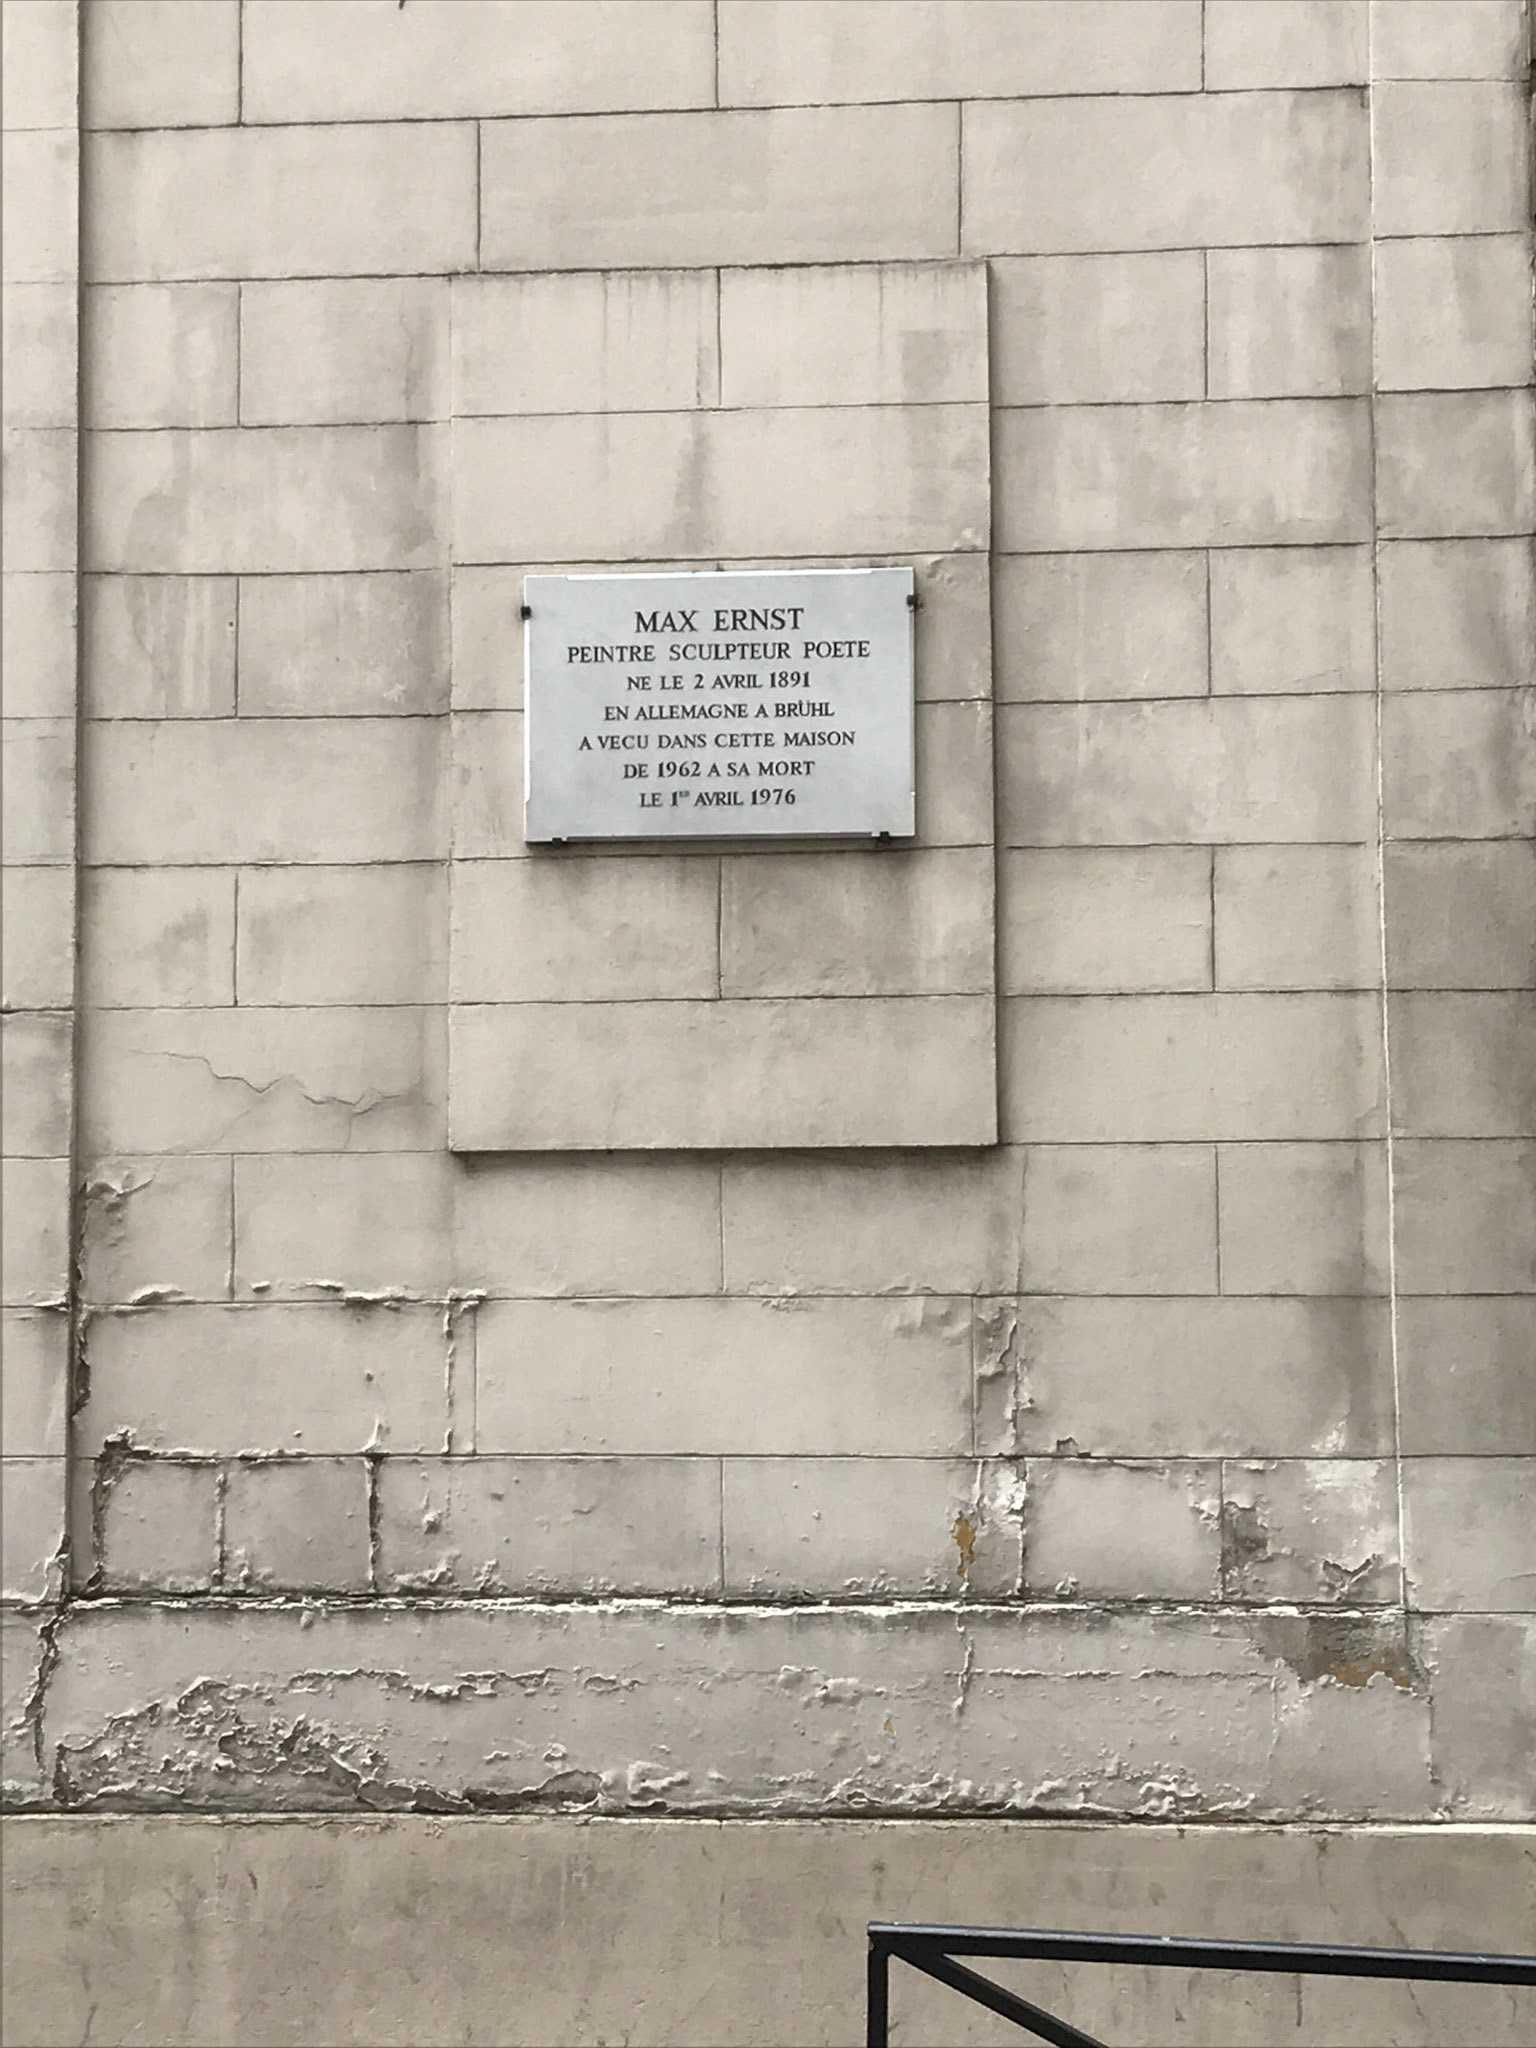 MAX ERNST
PEINTRE SCULPTEUR POETE
NE LE 2 AVRIL 1891
EN ALLEMAGNE A BRÜHL
A VECU DANS CETTE MAISON
DE 1962 A SA MORT
LE 1ER AVRIL 1976